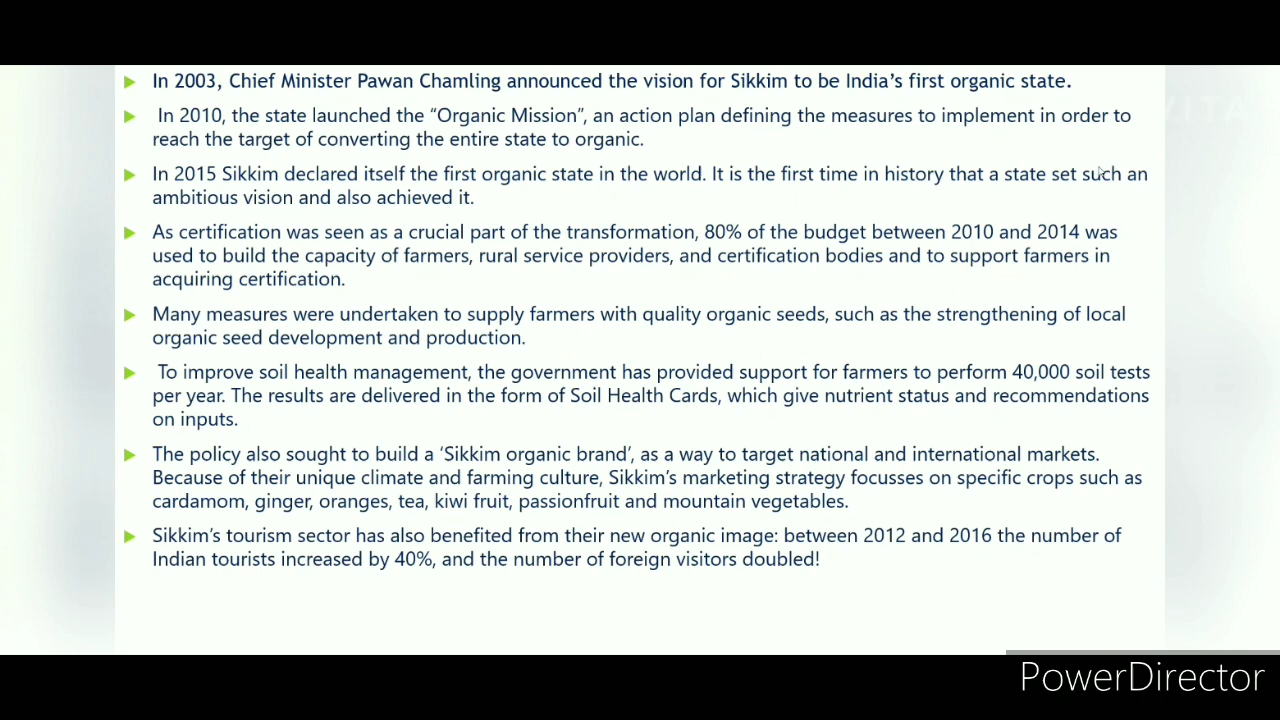 In 2003, Chief Minister Pawan Chamling announced the vision for Sikkim to be India's first organic state.
In 2010, the state launched the "Organic Mission", an action plan defining the measures to implement in order to
reach the target of converting the entire state to organic.
In 2015 Sikkim declared itself the first organic state in the world. It is the first time in history that a state set such an
ambitious vision and also achieved it.
As certification was seen as a crucial part of the transformation, 80% of the budget between 2010 and 2014 was
used to build the capacity of farmers, rural service providers, and certification bodies and to support farmers in
acquiring certification.
Many measures were undertaken to supply farmers with quality organic seeds, such as the strengthening of local
organic seed development and production.
To improve soil health management, the government has provided support for farmers to perform 40,000 soil tests
per year. The results are delivered in the form of Soil Health Cards, which give nutrient status and recommendations
on inputs.
The policy also sought to build a 'Sikkim organic brand', as a way to target national and international markets.
Because of their unique climate and farming culture, Sikkim's marketing strategy focusses on specific crops such as
cardamom, ginger, oranges, tea, kiwi fruit, passionfruit and mountain vegetables.
Sikkim's tourism sector has also benefited from their new organic image: between 2012 and 2016 the number of
Indian tourists increased by 40%, and the number of foreign visitors doubled!
PowerDirector